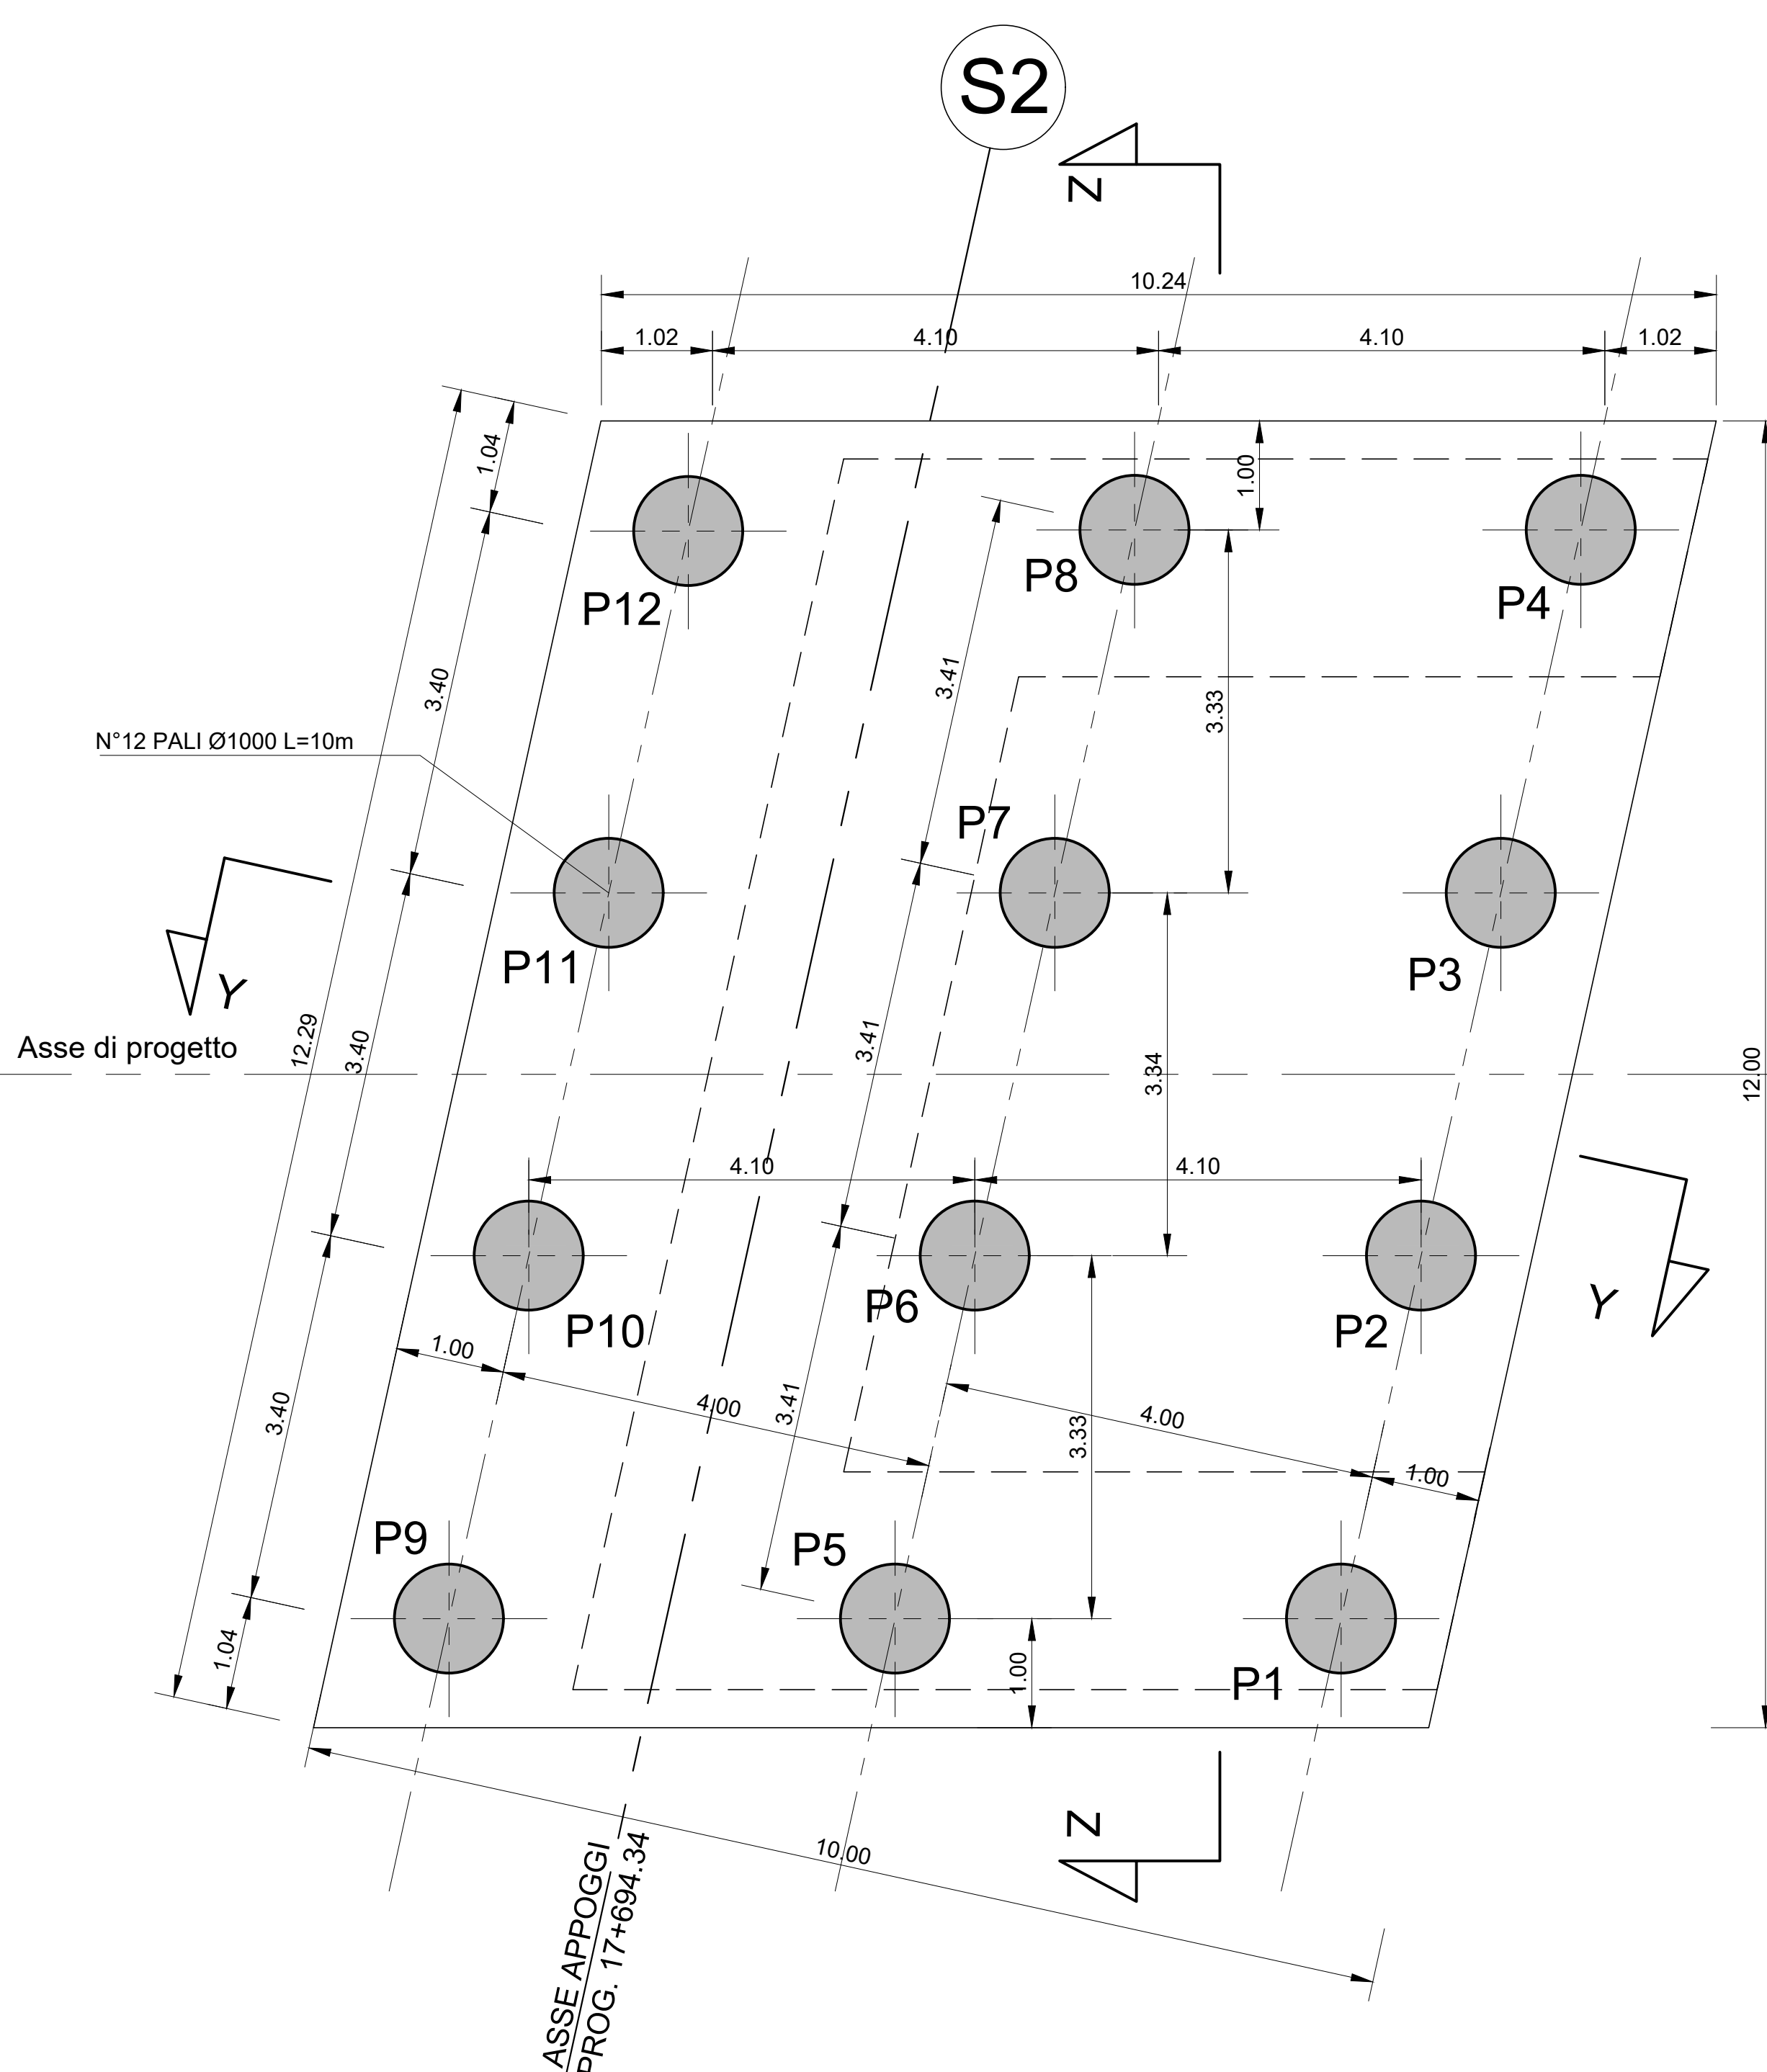 S2
Z
10.24
1.02
4.10
4.10
1.02
1.04
1.00
P12
P8
P4
3.40
3.41
3.33
N°12 PALI Ø1000 L=10m
P7
P11
P3
Y
12.29
3.40
3.41
3.34
Asse di progetto
12.00
4.10
4.10
P10
P6
P2
Y
1.00
4.00
4.00
1.00
3.40
3.41
3.33
P9
P5
P1
1.04
1.00
10.00
Z
ASSE APPOGGI
PROG. 17+694.34